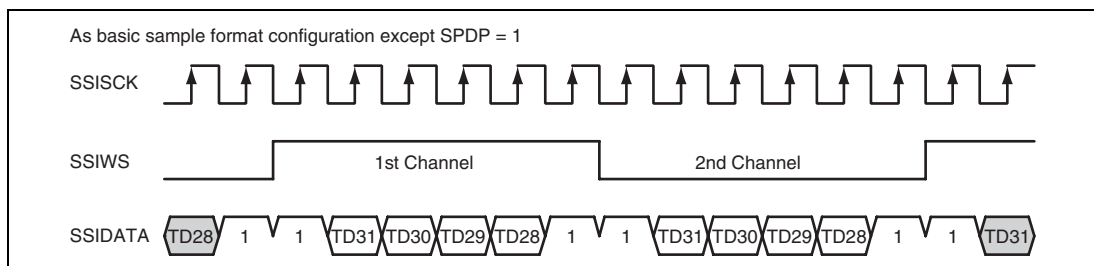 As basic sample format configuration except SPDP = 1
SSISCK
SSIWS 1st Channel 2nd Channel
SSIDATA TD28 1 1 TD31 TD30 TD29 TD28 1 1 TD31 TD30 TD29 TD28 1 1 TD31